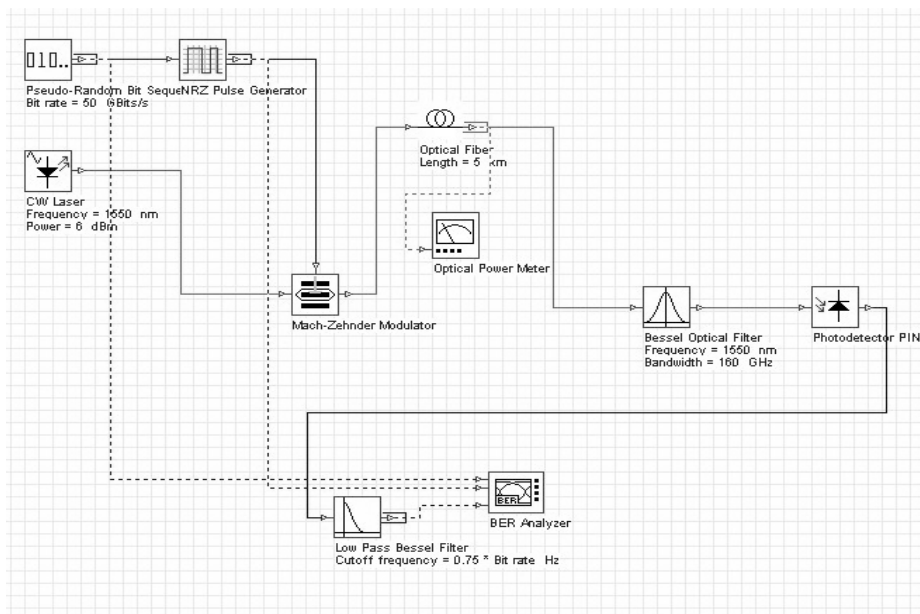 010..
Pseudo-Random Bit Seque
NRZ Pulse Generator
Bit rate = 50 GBits/s
CW Laser
Frequency = 1550 nm
Power = 6 dBm
Optical Fiber
Length = 5 km
Optical Power Meter
Mach-Zehnder Modulator
Bessel Optical Filter
Frequency = 1550 nm
Bandwidth = 160 GHz
Photodetector PIN
BER
BER Analyzer
Low Pass Bessel Filter
Cutoff frequency = 0.75 * Bit rate Hz